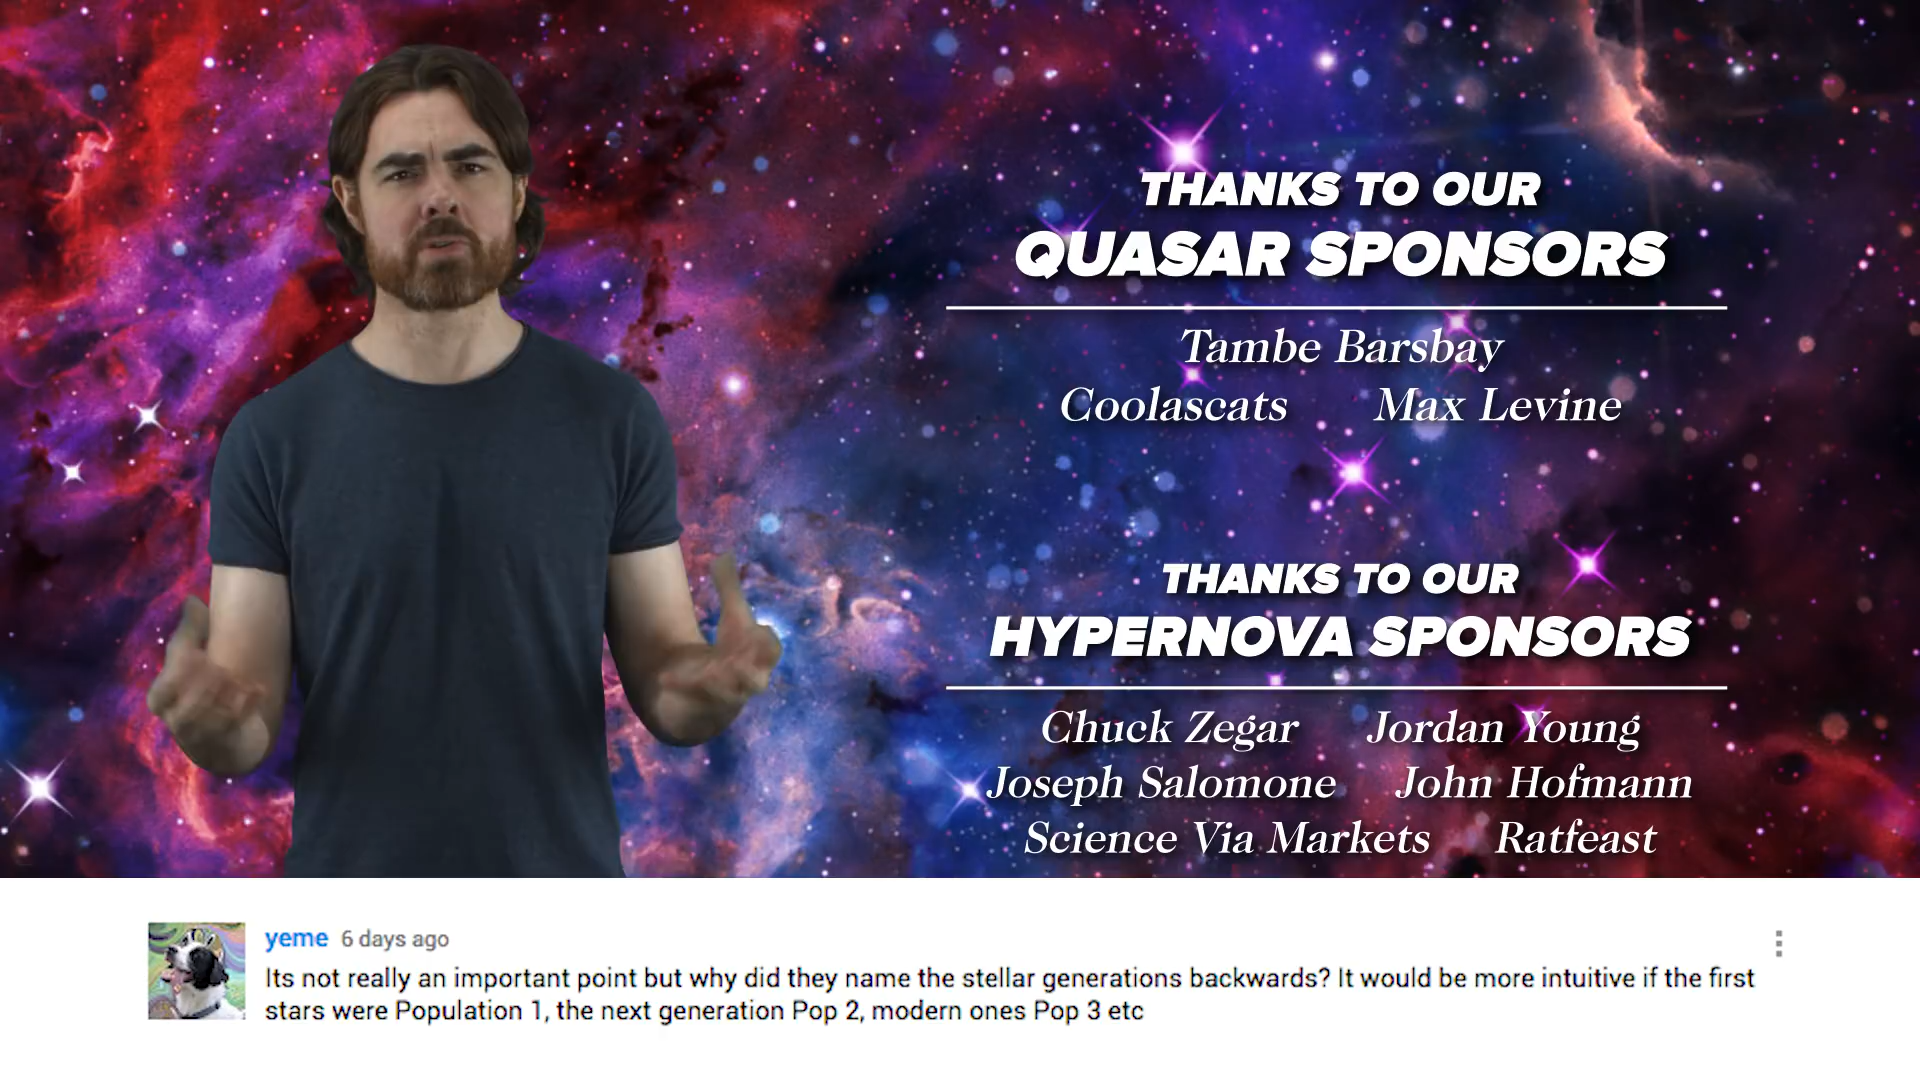 THANKS TO OUR
QUASAR SPONSORS
Tambe Barsbay
Coolascats Max Levine
THANKS TO OUR
HYPERNOVA SPONSORS
Chuck Zegar Jordan Young
Joseph Salomone John Hofmann
Science Via Markets Ratfeast
yeme 6 days ago
Its not really an important point but why did they name the stellar generations backwards? It would be more intuitive if the first
stars were Population 1, the next generation Pop 2, modern ones Pop 3 etc